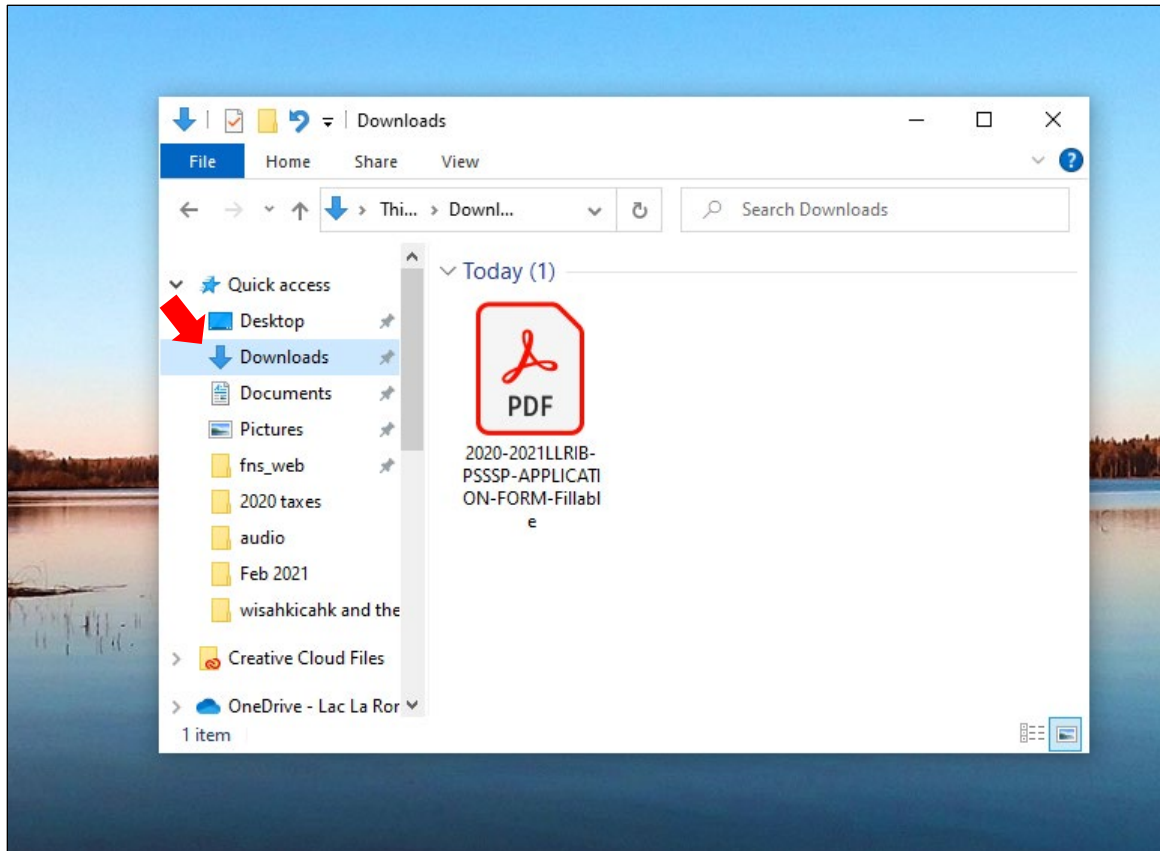 Downloads
File Home Share View
?
Thi... Downl... Search Downloads
Quick access
Desktop
Downloads
Documents
Pictures
fns_web
2020 taxes
audio
Feb 2021
wisahkicahk and the
Creative Cloud Files
OneDrive - Lac La Ror
Today (1)
PDF
2020-2021LLRIB-
PSSSP-APPLICATI
ON-FORM-Fillabl
e
1 item